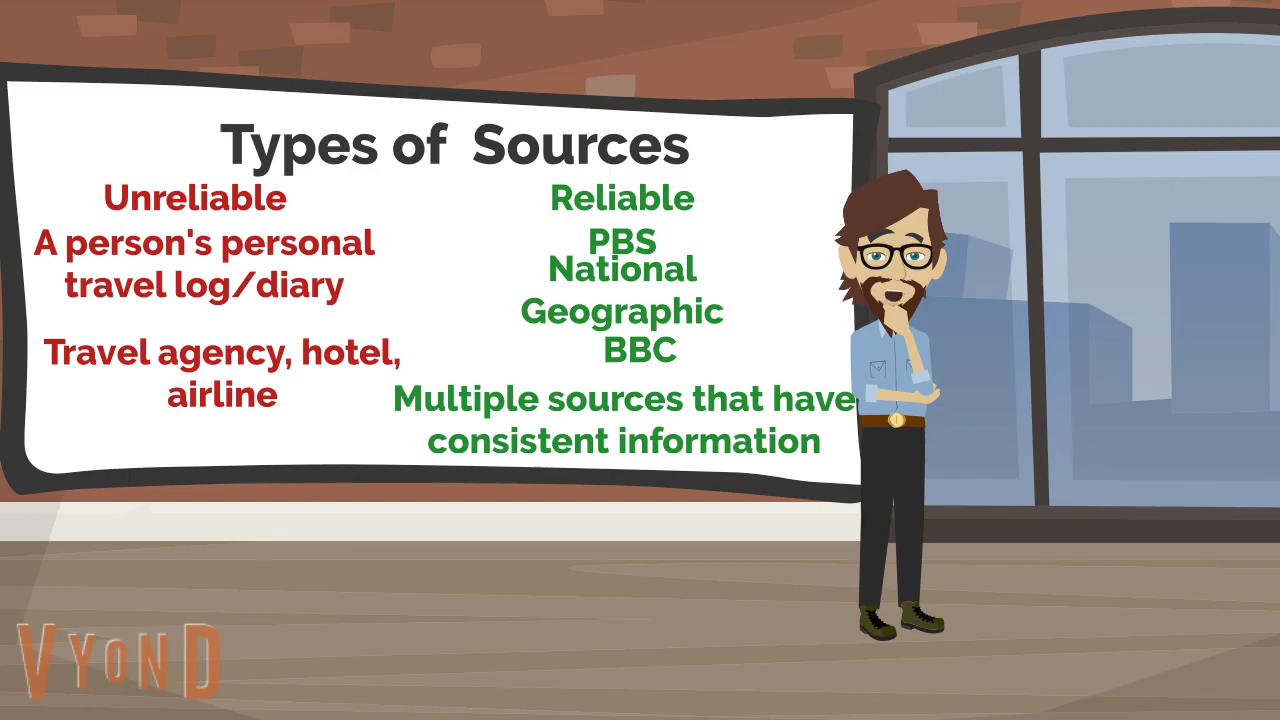 Types of Sources
Unreliable
A person's personal
travel log/diary
Travel agency, hotel,
airline
Reliable
PBS
National
Geographic
BBC
Multiple sources that have
consistent information
VYOND